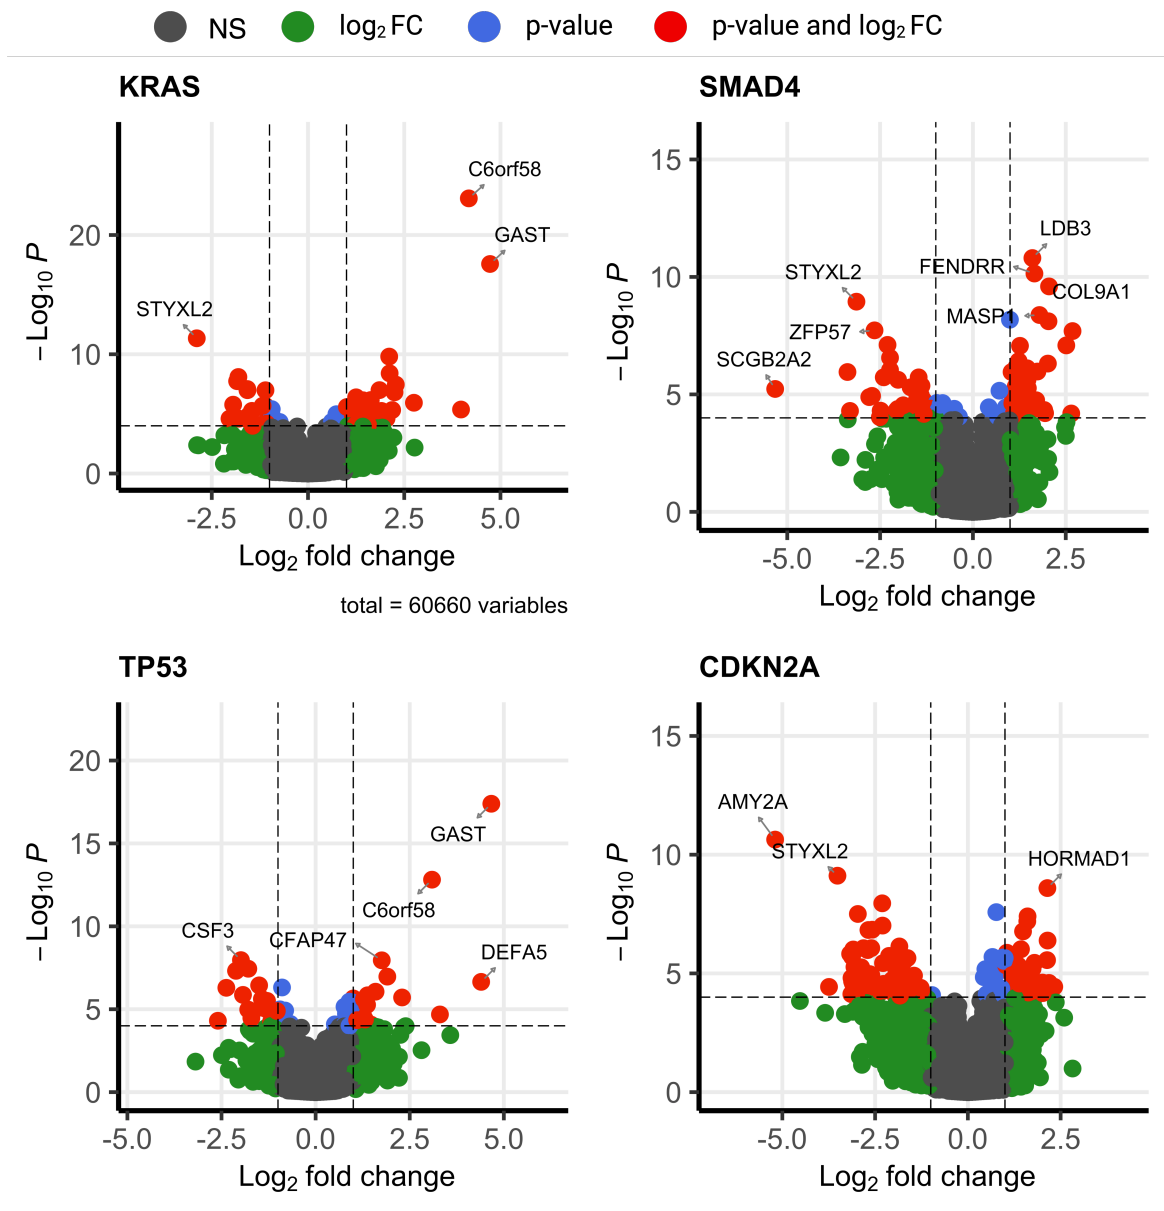 NS log₂ FC p-value p-value and log₂ FC
KRAS
− Log₁₀ P
20
10
0
C6orf58
GAST
STYXL2
-2.5 0.0 2.5 5.0
Log₂ fold change
total = 60660 variables
SMAD4
− Log₁₀ P
15
10
5
0
LDB3
FENDRR
STYXL2
COL9A1
MASP1
ZFP57
SCGB2A2
-5.0 -2.5 0.0 2.5
Log₂ fold change
TP53
− Log₁₀ P
20
15
10
5
0
GAST
C6orf58
CSF3
CFAP47
DEFA5
-5.0 -2.5 0.0 2.5 5.0
Log₂ fold change
CDKN2A
− Log₁₀ P
15
10
5
0
AMY2A
STYXL2
HORMAD1
-5.0 -2.5 0.0 2.5
Log₂ fold change